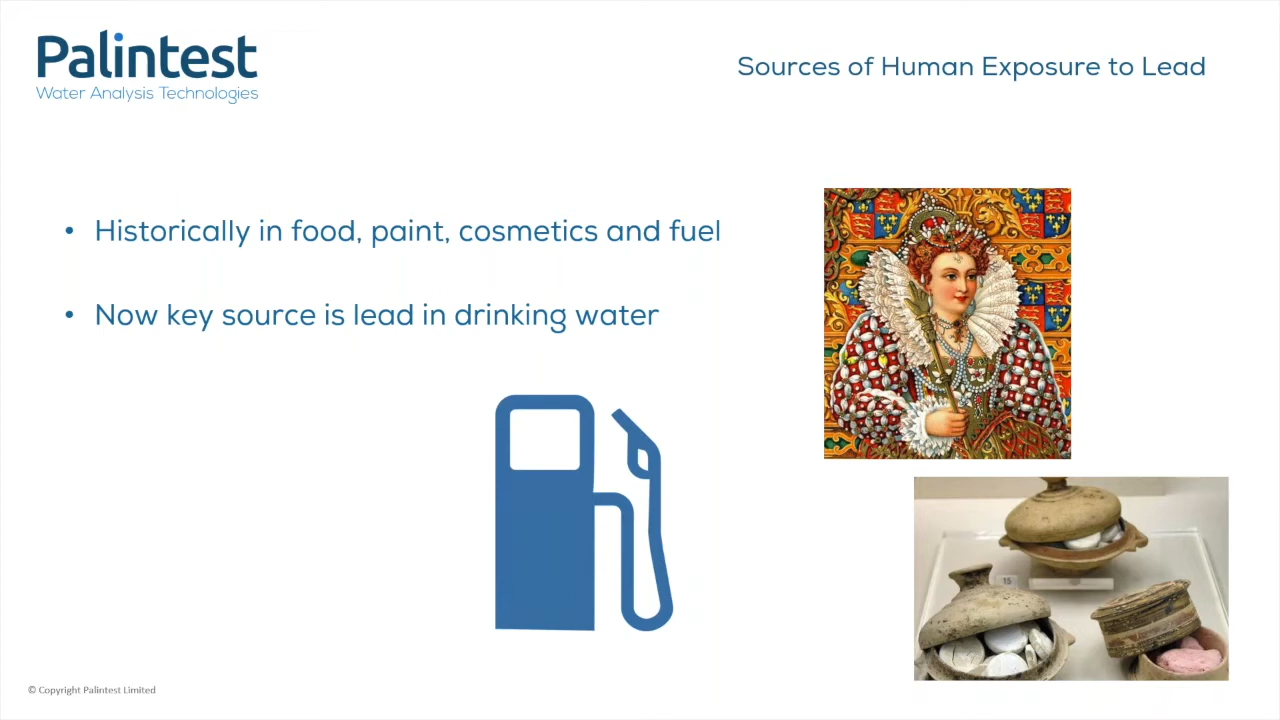 Palintest
Water Analysis Technologies
Sources of Human Exposure to Lead
• Historically in food, paint, cosmetics and fuel
• Now key source is lead in drinking water
15
© Copyright Palintest Limited